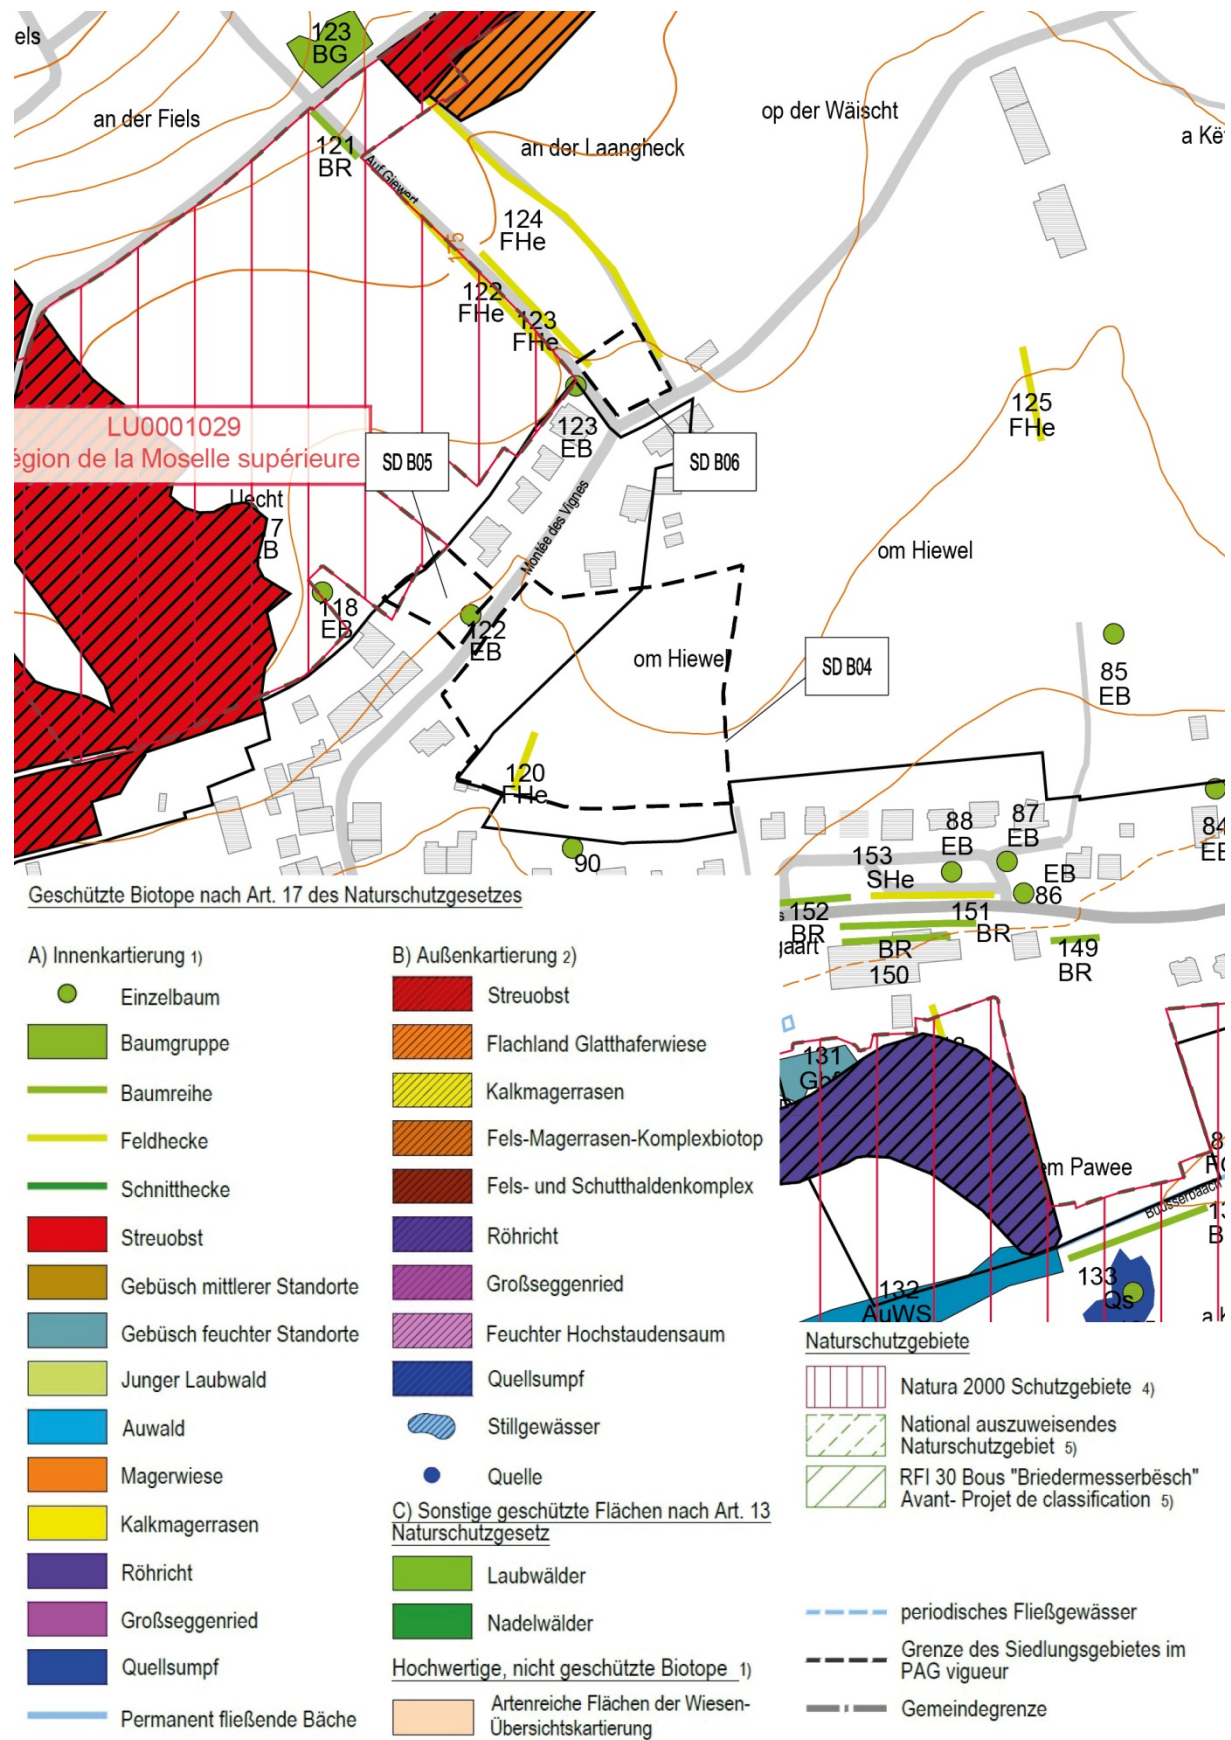 els
123
BG
an der Fiels
op der Wäischt
a Kë
121
BR
an der Laangheck
Auf Giewert
124
FHe
175
122
FHe
123
FHe
125
FHe
LU0001029
égion de la Moselle supérieure
123
EB
SD B05
SD B06
Uecht
7
EB
Montée des Vignes
om Hiewel
118
EB
122
EB
om Hiewel
SD B04
85
EB
120
FHe
88
EB
87
EB
84
EB
90
153
SHe
EB
86
152
BR
151
BR
BR
150
149
BR
gaart
131
em Pawee
Buusserbaach
132
AuWS
133
Qs
Geschützte Biotope nach Art. 17 des Naturschutzgesetzes
A) Innenkartierung 1)
Einzelbaum
Baumgruppe
Baumreihe
Feldhecke
Schnitthecke
Streuobst
Gebüsch mittlerer Standorte
Gebüsch feuchter Standorte
Junger Laubwald
Auwald
Magerwiese
Kalkmagerrasen
Röhricht
Großseggenried
Quellsumpf
Permanent fließende Bäche
B) Außenkartierung 2)
Streuobst
Flachland Glatthaferwiese
Kalkmagerrasen
Fels-Magerrasen-Komplexbiotop
Fels- und Schutthaldenkomplex
Röhricht
Großseggenried
Feuchter Hochstaudensaum
Quellsumpf
Stillgewässer
Quelle
C) Sonstige geschützte Flächen nach Art. 13
Naturschutzgesetz
Laubwälder
Nadelwälder
Hochwertige, nicht geschützte Biotope 1)
Artenreiche Flächen der Wiesen-
Übersichtskartierung
Naturschutzgebiete
Natura 2000 Schutzgebiete 4)
National auszuweisendes
Naturschutzgebiet 5)
RFI 30 Bous "Briedermesserbësch"
Avant- Projet de classification 5)
periodisches Fließgewässer
Grenze des Siedlungsgebietes im
PAG vigueur
Gemeindegrenze